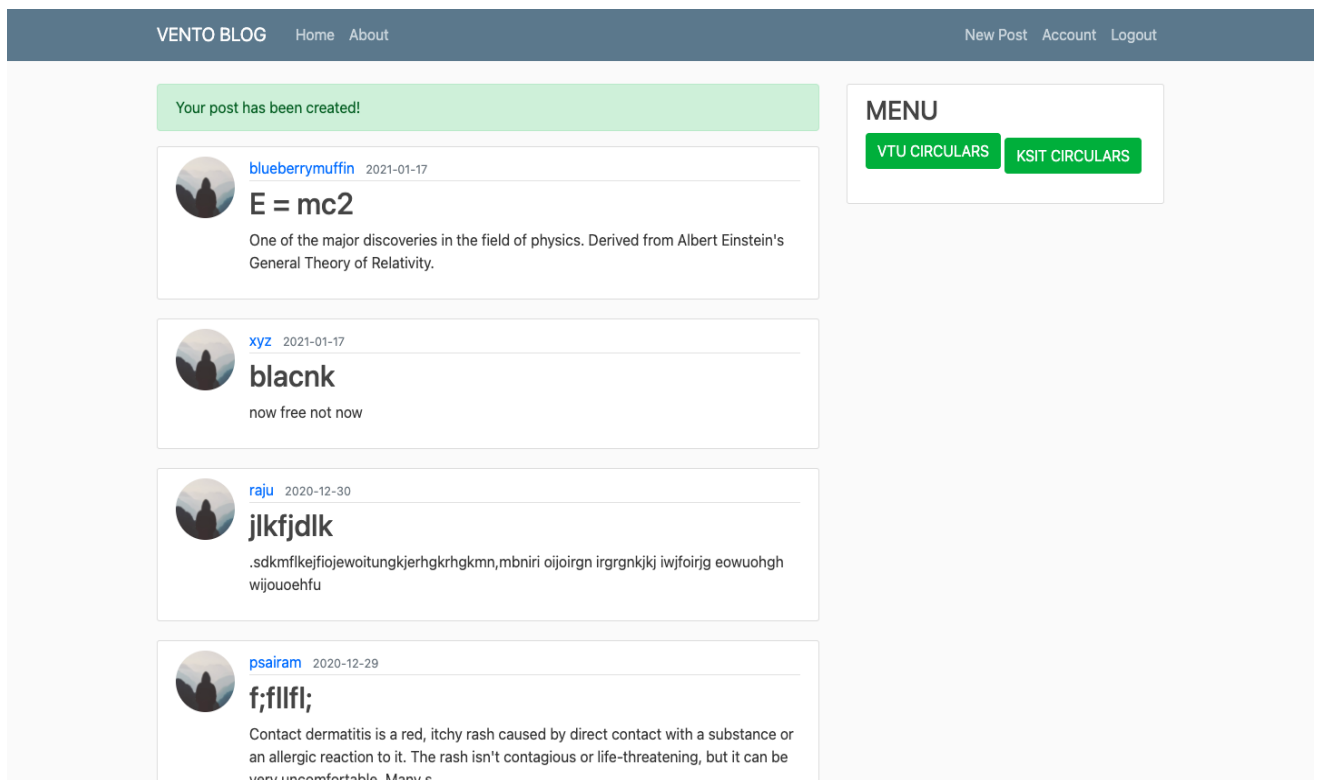 VENTO BLOG Home About New Post Account Logout
Your post has been created!
MENU
VTU CIRCULARS KSIT CIRCULARS
blueberrymuffin 2021-01-17
E = mc2
One of the major discoveries in the field of physics. Derived from Albert Einstein's
General Theory of Relativity.
xyz 2021-01-17
blacnk
now free not now
raju 2020-12-30
jlkfjdlk
.sdkmflkejfiojewoitungkjerhgkrhgkmn,mbniri oijoirgn irgrgnkjkj iwjfoirjg eowuohgh
wijouoehfu
psairam 2020-12-29
f;fllfl;
Contact dermatitis is a red, itchy rash caused by direct contact with a substance or
an allergic reaction to it. The rash isn't contagious or life-threatening, but it can be
very uncomfortable. Many s